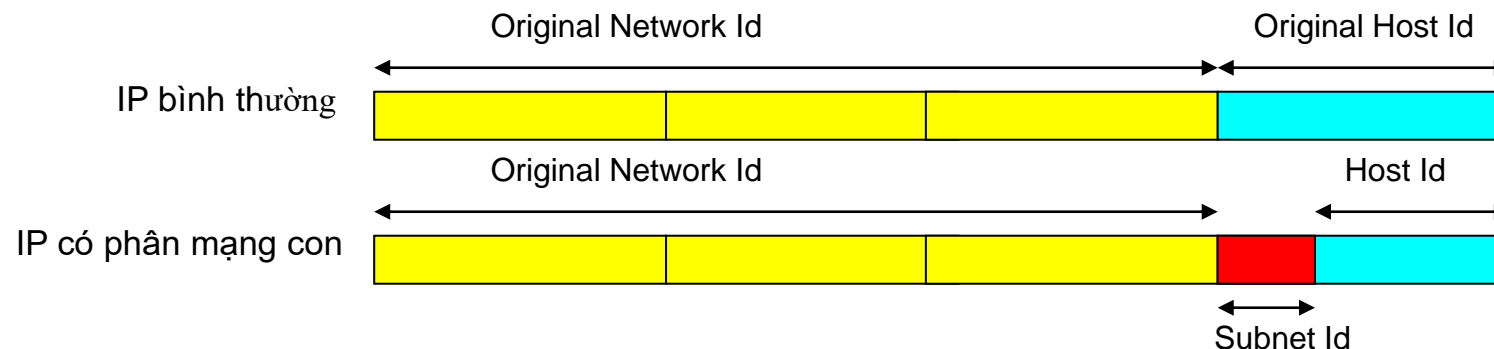 Original Network Id
Original Host Id
IP bình thường
Original Network Id
Host Id
IP có phân mạng con
Subnet Id